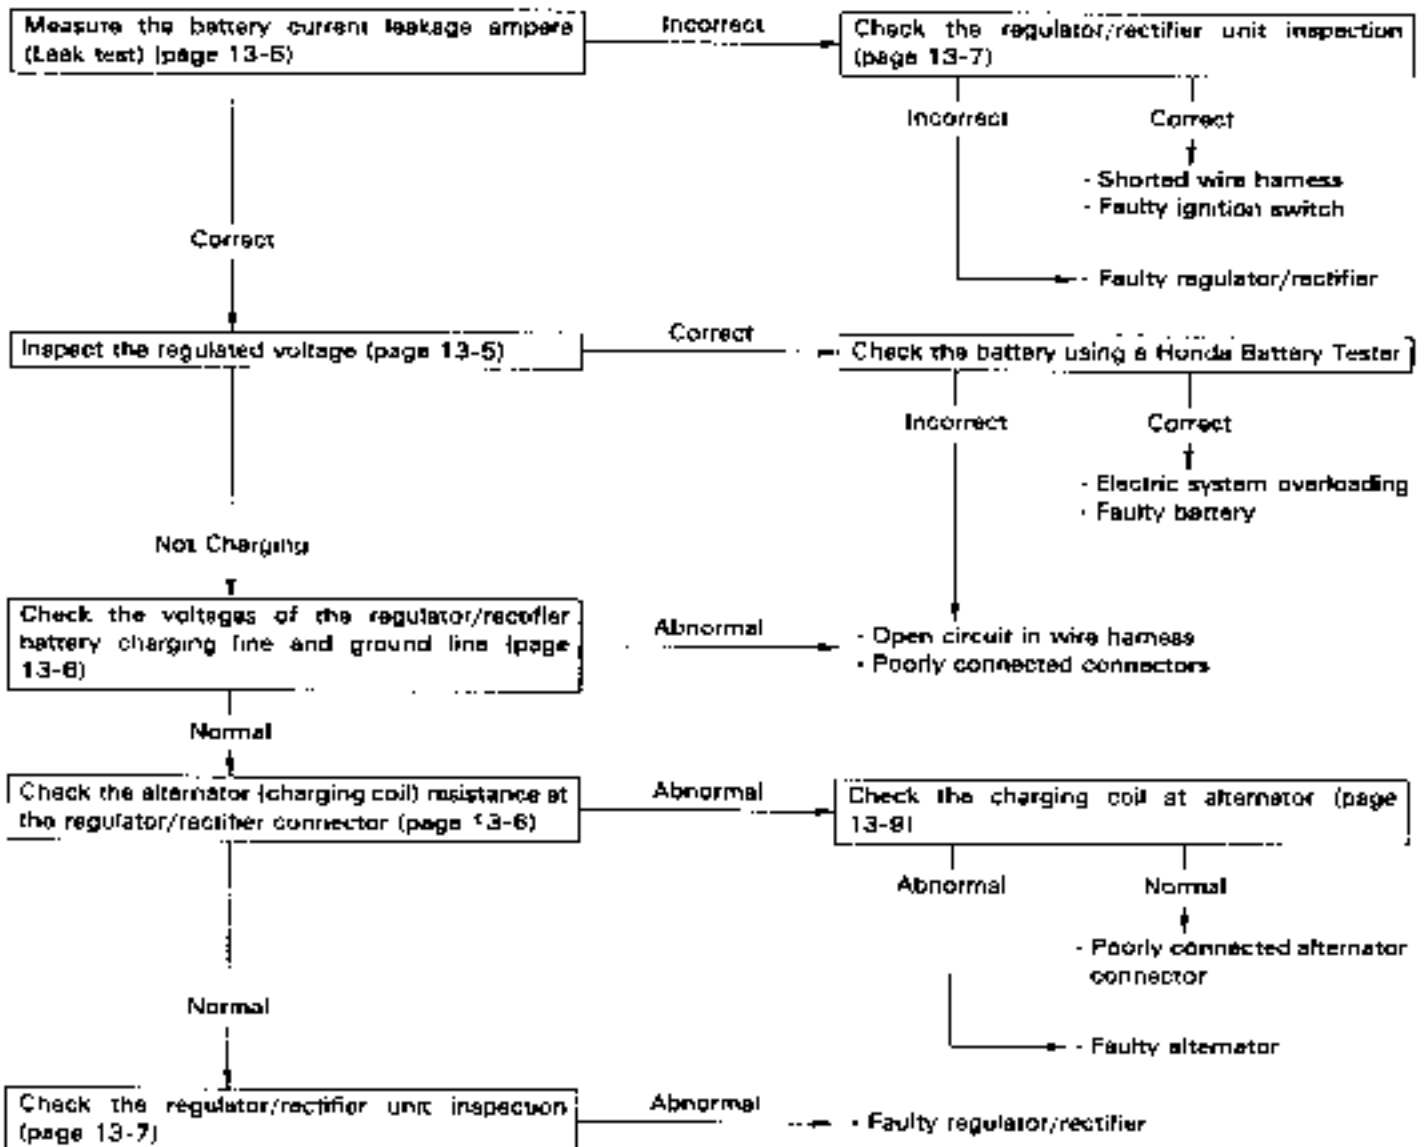 Measure the battery current leakage ampere
(Leak test) (page 13-5)
Incorrect
Check the regulator/rectifier unit inspection
(page 13-7)
Incorrect
Correct
- Shorted wire harness
- Faulty ignition switch
Correct
- Faulty regulator/rectifier
Inspect the regulated voltage (page 13-5)
Correct
Check the battery using a Honda Battery Tester
Incorrect
Correct
- Electric system overloading
- Faulty battery
Not Charging
Check the voltages of the regulator/rectifier
battery charging line and ground line (page
13-6)
Abnormal
- Open circuit in wire harness
- Poorly connected connectors
Normal
Check the alternator (charging coil) resistance at
the regulator/rectifier connector (page 13-6)
Abnormal
Check the charging coil at alternator (page
13-9)
Abnormal
Normal
- Poorly connected alternator
connector
Normal
- Faulty alternator
Check the regulator/rectifier unit inspection
(page 13-7)
Abnormal
- Faulty regulator/rectifier